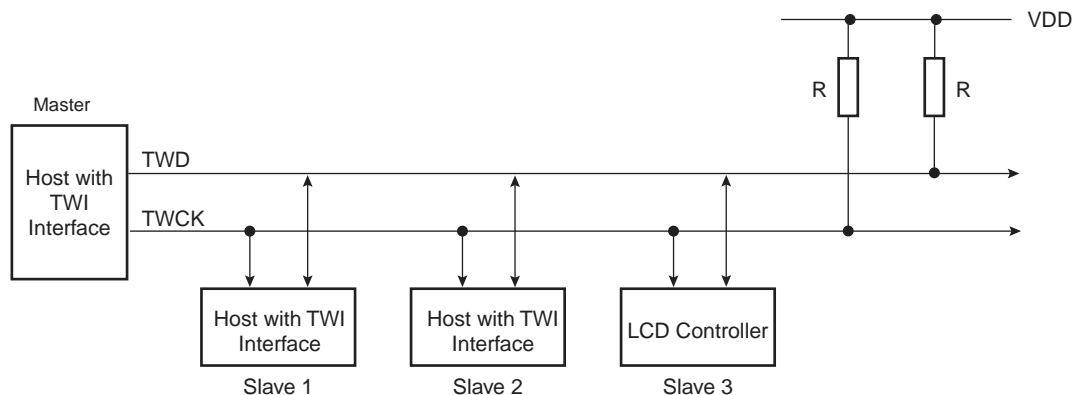 VDD
R
R
Master
Host with
TWI
Interface
TWD
TWCK
Host with TWI
Interface
Host with TWI
Interface
LCD Controller
Slave 1
Slave 2
Slave 3